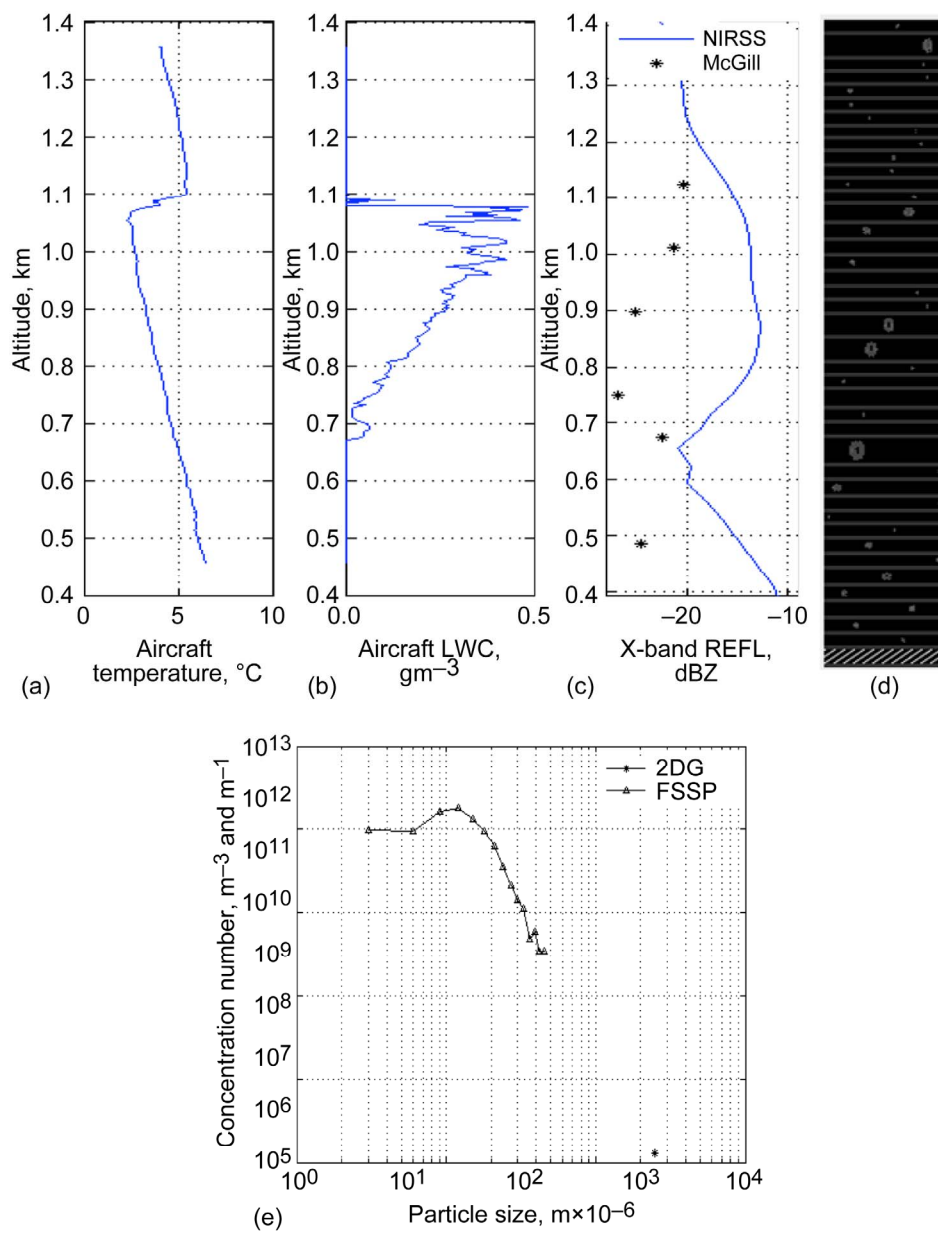 1.4
1.3
1.2
1.1
1.0
0.9
0.8
0.7
0.6
0.5
0.4
Altitude, km
0
5
10
Aircraft
temperature, °C
(a)
1.4
1.3
1.2
1.1
1.0
0.9
0.8
0.7
0.6
0.5
0.4
Altitude, km
0.0
0.5
Aircraft LWC,
gm–3
(b)
1.4
1.3
1.2
1.1
1.0
0.9
0.8
0.7
0.6
0.5
0.4
Altitude, km
NIRSS
McGill
–20
–10
X-band REFL,
dBZ
(c)
(d)
10^13
10^12
10^11
10^10
10^9
10^8
10^7
10^6
10^5
Concentration number, m–3 and m–1
2DG
FSSP
10^0
10^1
10^2
10^3
10^4
Particle size, m×10–6
(e)